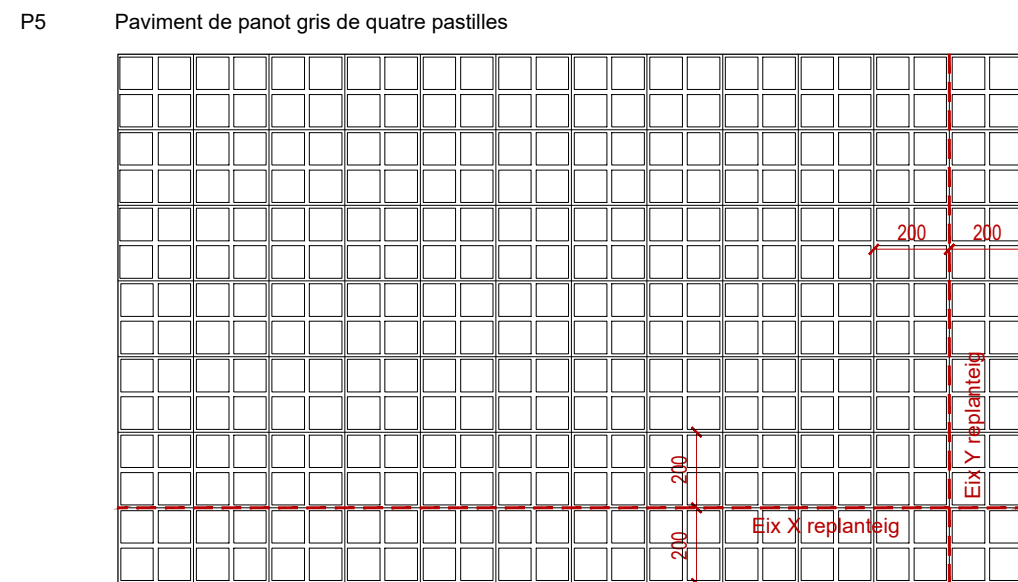 P5 Paviment de panot gris de quatre pastilles
200 200
Eix Y replanteig
200
Eix X replanteig
200